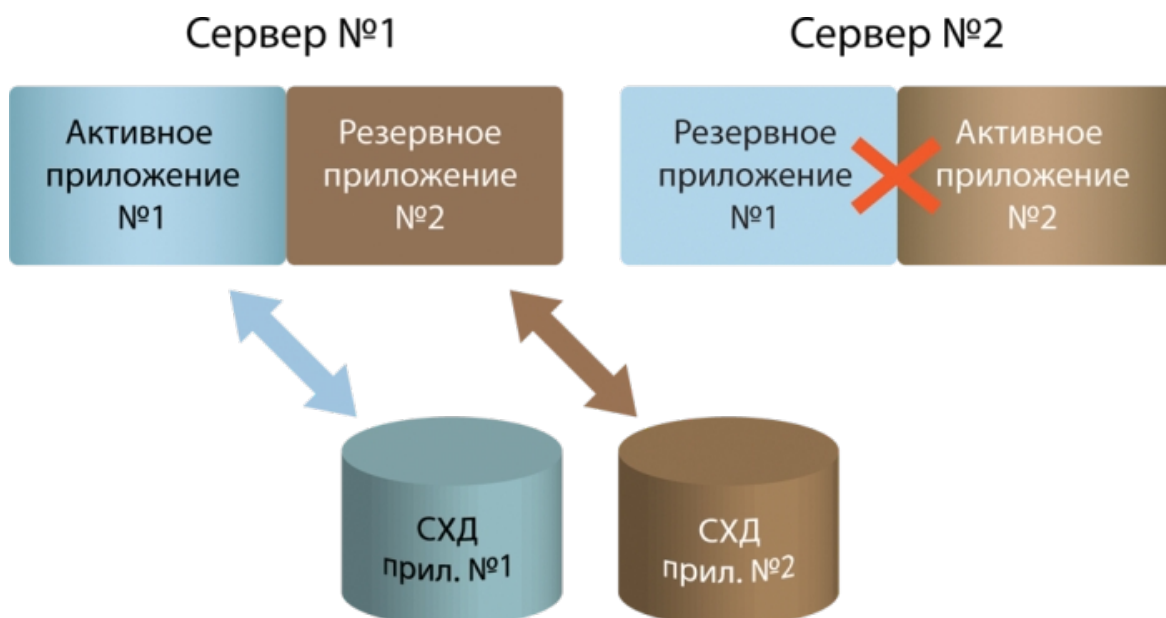 Сервер №1
Сервер №2
Активное
приложение
№1
Резервное
приложение
№2
Резервное
приложение
№1
Активное
приложение
№2
СХД
прил. №1
СХД
прил. №2